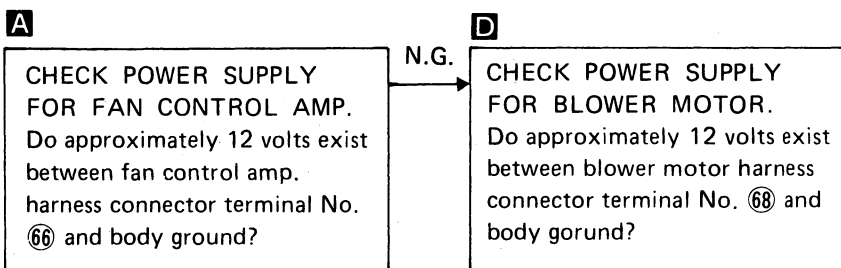 A
CHECK POWER SUPPLY
FOR FAN CONTROL AMP.
Do approximately 12 volts exist
between fan control amp.
harness connector terminal No.
66 and body ground?
N.G.
D
CHECK POWER SUPPLY
FOR BLOWER MOTOR.
Do approximately 12 volts exist
between blower motor harness
connector terminal No. 68 and
body gorund?